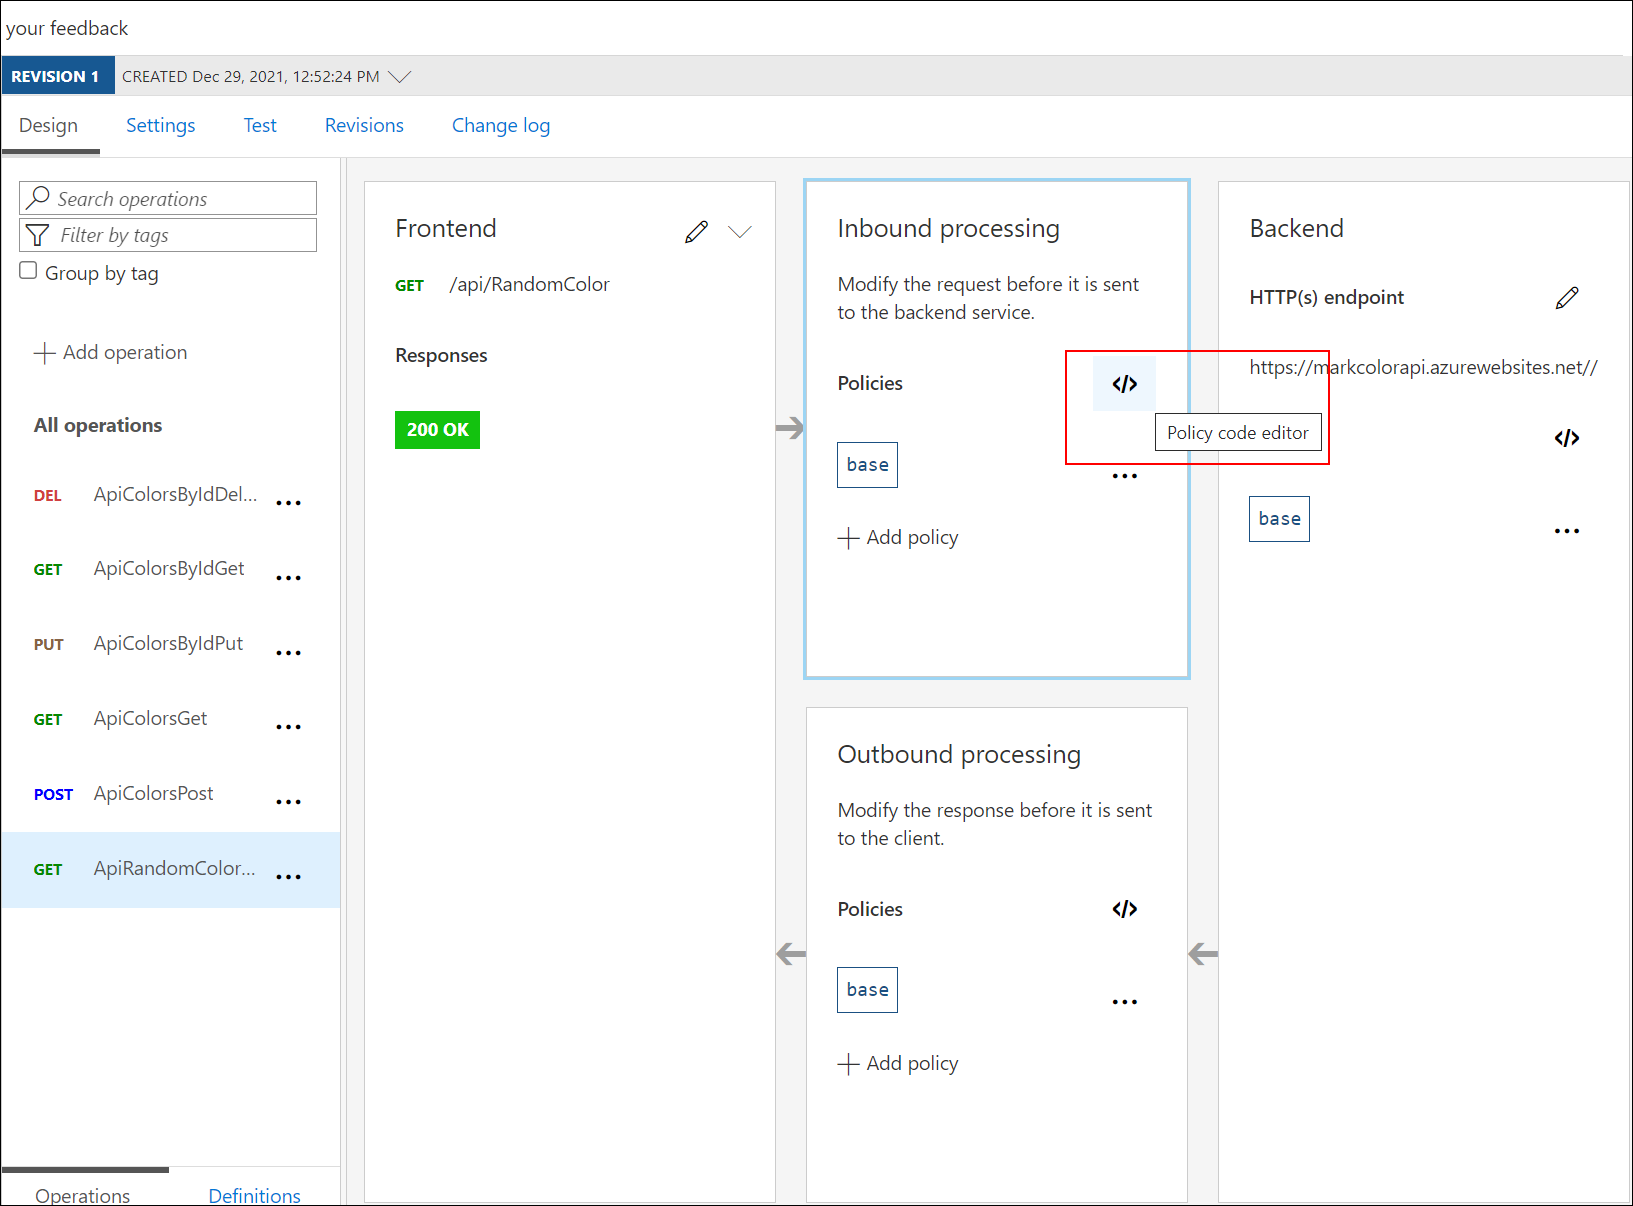 your feedback
REVISION 1 CREATED Dec 29, 2021, 12:52:24 PM
Design Settings Test Revisions Change log
Search operations
Filter by tags
Group by tag
Add operation
All operations
DEL ApiColorsByIdDel...
GET ApiColorsByIdGet
PUT ApiColorsByIdPut
GET ApiColorsGet
POST ApiColorsPost
GET ApiRandomColor...
Operations Definitions
Frontend
GET /api/RandomColor
Responses
200 OK
Inbound processing
Modify the request before it is sent
to the backend service.
Policies </>
Policy code editor
base
Add policy
Outbound processing
Modify the response before it is sent
to the client.
Policies </>
base
Add policy
Backend
HTTP(s) endpoint
https://markcolorapi.azurewebsites.net//
</>
base